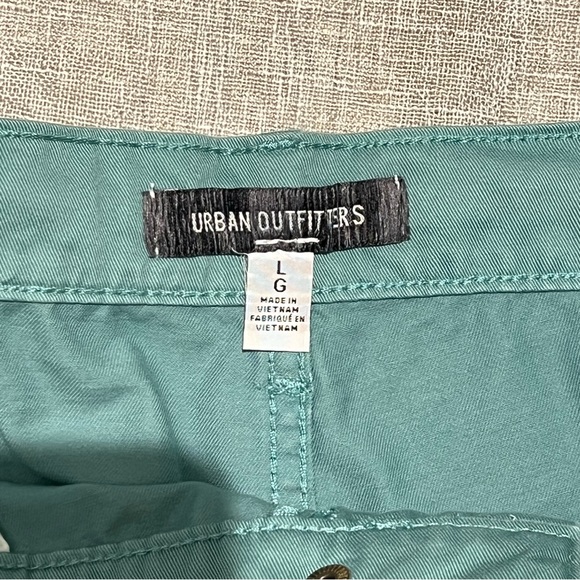 URBAN OUTFITTERS
L
G
MADE IN
VIETNAM
FABRIQUÉ EN
VIETNAM